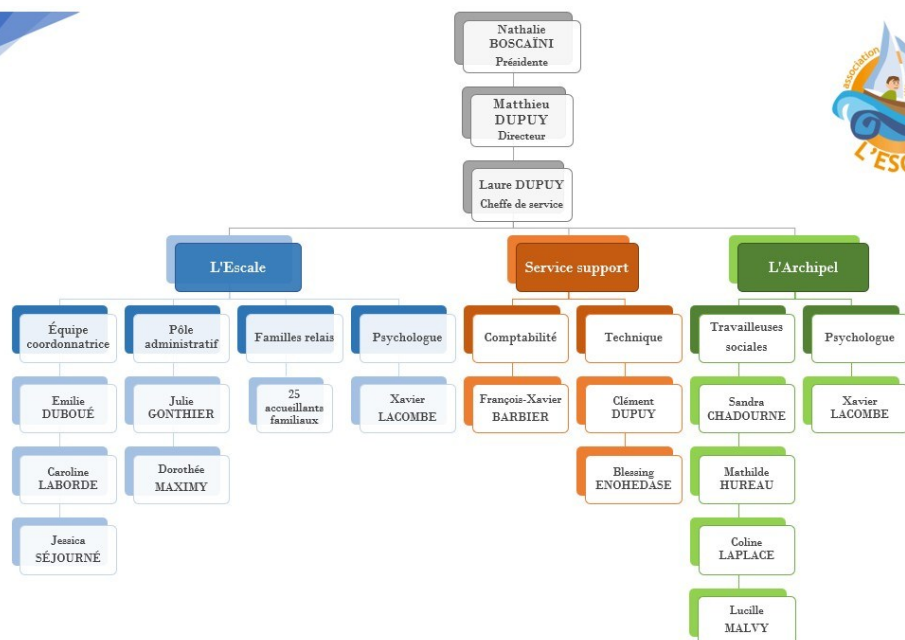 Nathalie
BOSCAÏNI
Présidente
association
L'ESC
Matthieu
DUPUY
Directeur
Laure DUPUY
Cheffe de service
L'Escale
Service support
L'Archipel
Équipe
coordonnatrice
Pôle
administratif
Familles relais
Psychologue
Comptabilité
Technique
Travailleuses
sociales
Psychologue
Emilie
DUBOUÉ
Julie
GONTHIER
25
accueillants
familiaux
Xavier
LACOMBE
François-Xavier
BARBIER
Clément
DUPUY
Sandra
CHADOURNE
Xavier
LACOMBE
Caroline
LABORDE
Dorothée
MAXIMY
Blessing
ENOHEDASE
Mathilde
HUREAU
Jessica
SÉJOURNÉ
Coline
LAPLACE
Lucille
MALVY